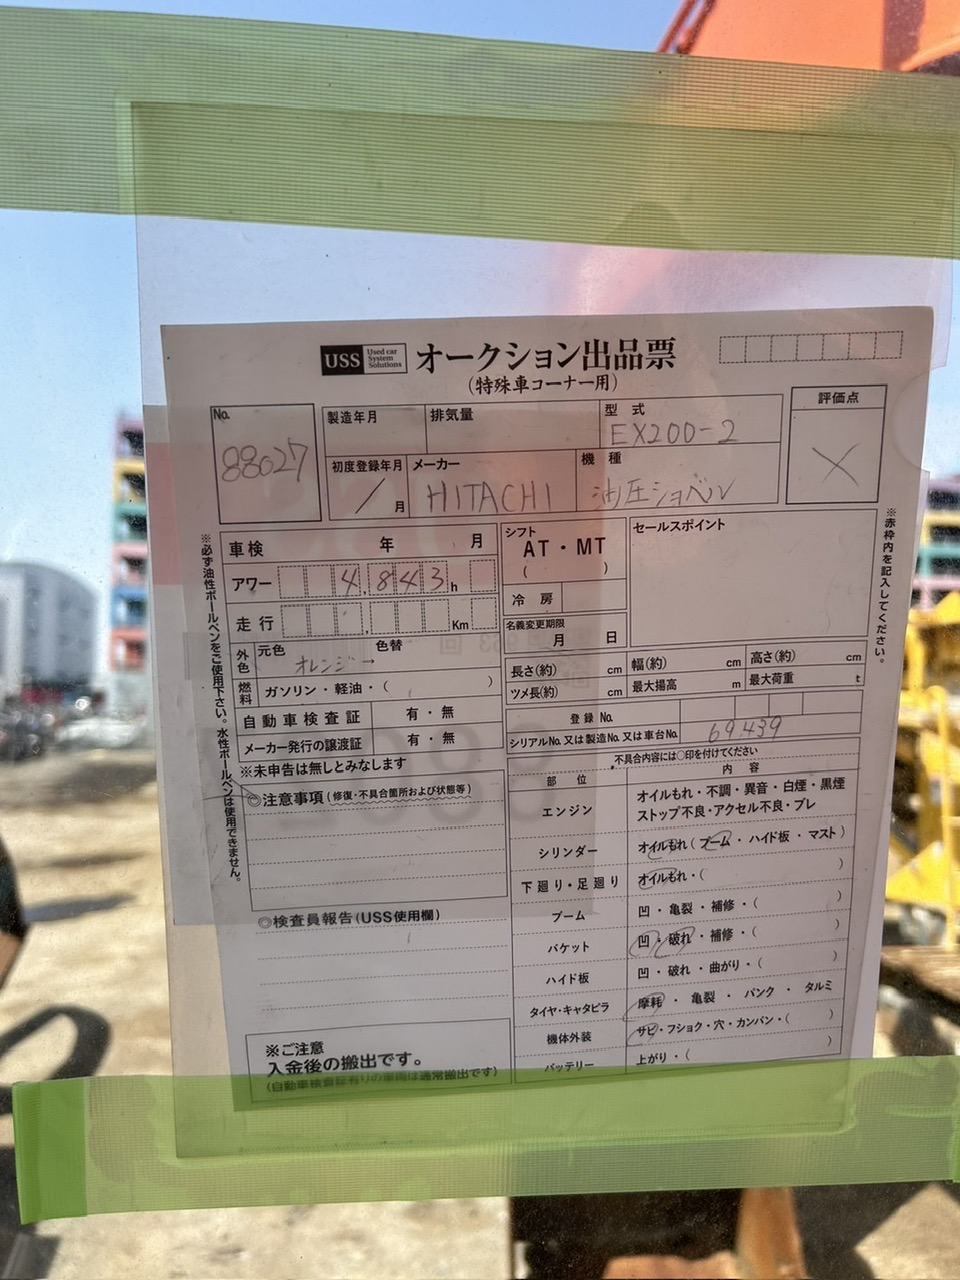 USS Used car System Solutions オークション出品票
(特殊車コーナー用)
No. 88027
製造年月
排気量
型式 EX200-2
評価点 ×
初度登録年月 / 月
メーカー HITACHI
機種 油圧ショベル
車検 年 月
アワー 4,843h
走行 , Km
外色 元色 オレンジ → 色替
燃料 ガソリン・軽油・( )
自動車検査証 有・無
メーカー発行の譲渡証 有・無
※未申告は無しとみなします
シフト AT・MT
( )
冷房
名義変更期限
月 日
セールスポイント
長さ(約) cm 幅(約) cm 高さ(約) cm
ツメ長(約) cm 最大揚高 m 最大荷重 t
登録 No.
シリアルNo.又は製造No.又は車台No. 69439
◎注意事項(修復・不具合箇所および状態等)
◎検査員報告(USS使用欄)
※ご注意
入金後の搬出です。
(自動車検査証有りの車両は通常搬出です)
不具合内容には○印を付けてください
部位 内容
エンジン オイルもれ・不調・異音・白煙・黒煙
ストップ不良・アクセル不良・ブレ
シリンダー オイルもれ(ブーム・ハイド板・マスト)
下廻り・足廻り オイルもれ・( )
ブーム 凹・亀裂・補修・( )
バケット 凹・破れ・補修・( )
ハイド板 凹・破れ・曲がり・( )
タイヤ・キャタピラ 摩耗・亀裂・パンク・タルミ
機体外装 サビ・フショク・穴・カンバン・( )
バッテリー 上がり・( )
※必ず油性ボールペンをご使用下さい。水性ボールペンは使用できません。
※赤枠内を記入してください。